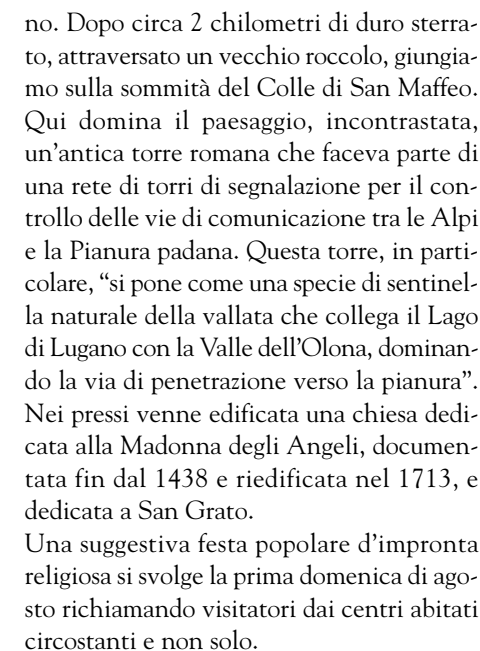 no. Dopo circa 2 chilometri di duro sterra-
to, attraversato un vecchio roccolo, giungia-
mo sulla sommità del Colle di San Maffeo.
Qui domina il paesaggio, incontrastata,
un’antica torre romana che faceva parte di
una rete di torri di segnalazione per il con-
trollo delle vie di comunicazione tra le Alpi
e la Pianura padana. Questa torre, in parti-
colare, “si pone come una specie di sentinel-
la naturale della vallata che collega il Lago
di Lugano con la Valle dell’Olona, dominan-
do la via di penetrazione verso la pianura”.
Nei pressi venne edificata una chiesa dedi-
cata alla Madonna degli Angeli, documen-
tata fin dal 1438 e riedificata nel 1713, e
dedicata a San Grato.
Una suggestiva festa popolare d’impronta
religiosa si svolge la prima domenica di ago-
sto richiamando visitatori dai centri abitati
circostanti e non solo.